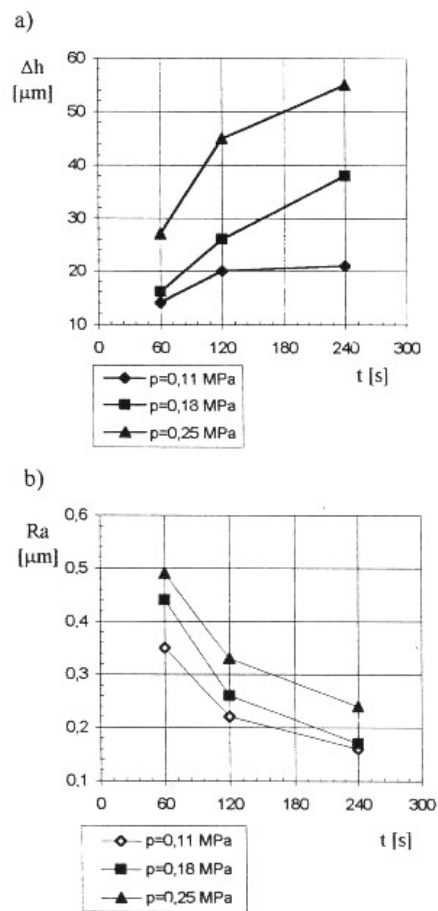 a)
Δh
[μm]
60
50
40
30
20
10
0 60 120 180 240 300
t [s]
p=0,11 MPa
p=0,18 MPa
p=0,25 MPa
b)
Ra
[μm]
0,6
0,5
0,4
0,3
0,2
0,1
0 60 120 180 240 300
t [s]
p=0,11 MPa
p=0,18 MPa
p=0,25 MPa